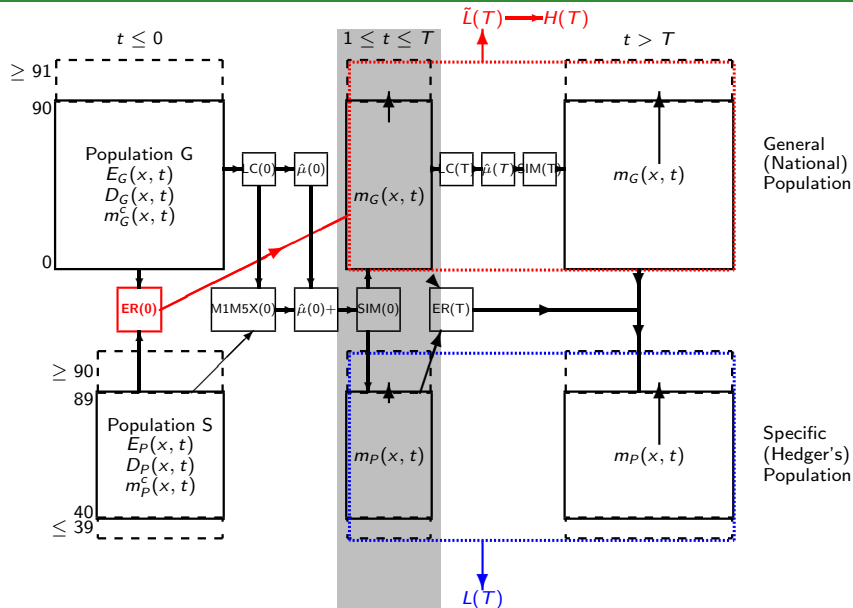 L̃(T) H(T)
t ≤ 0
1 ≤ t ≤ T
t > T
≥ 91
90
Population G
E_G(x, t)
D_G(x, t)
m^c_G(x, t)
0
LC(0)
μ̂(0)
m_G(x, t)
LC(T)
μ̂(T)
SIM(T)
m_G(x, t)
General
(National)
Population
ER(0)
M1M5X(0)
μ̂(0)+
SIM(0)
ER(T)
≥ 90
89
Population S
E_P(x, t)
D_P(x, t)
m^c_P(x, t)
40
≤ 39
m_P(x, t)
m_P(x, t)
Specific
(Hedger's)
Population
L(T)